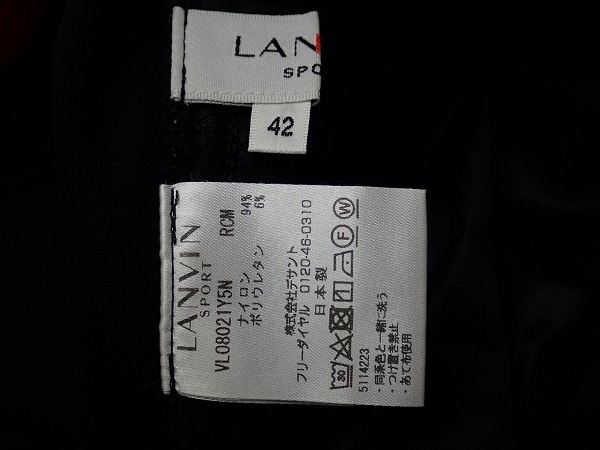 LAN
SPO
42
LANVIN
SPORT
VL08021Y5N RCM
ナイロン 94%
ポリウレタン 6%
株式会社デサント
フリーダイヤル 0120-46-0310
日本製
30
F
W
5114223
・同系色と一緒に洗う
・つけ置き禁止
・あて布使用